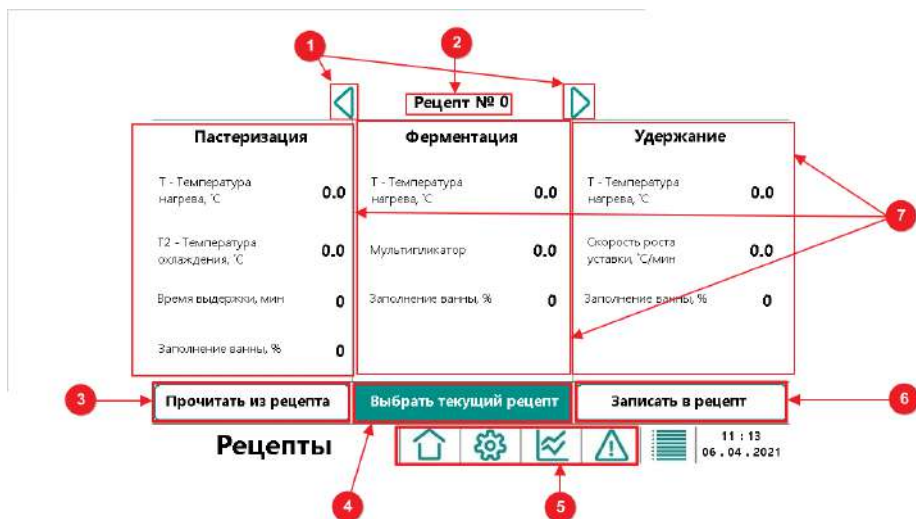 1
2
Рецепт № 0
Пастеризация
Ферментация
Удержание
Т - Температура
нагрева, ˚С
0.0
Т - Температура
нагрева, ˚С
0.0
Т - Температура
нагрева, ˚С
0.0
7
Т2 - Температура
охлаждения, ˚С
0.0
Мультипликатор
0.0
Скорость роста
уставки, ˚С/мин
0.0
Время выдержки, мин
0
Заполнение ванны, %
0
Заполнение ванны, %
0
Заполнение ванны, %
0
3
Прочитать из рецепта
Выбрать текущий рецепт
Записать в рецепт
6
Рецепты
11 : 13
06 . 04 . 2021
4
5